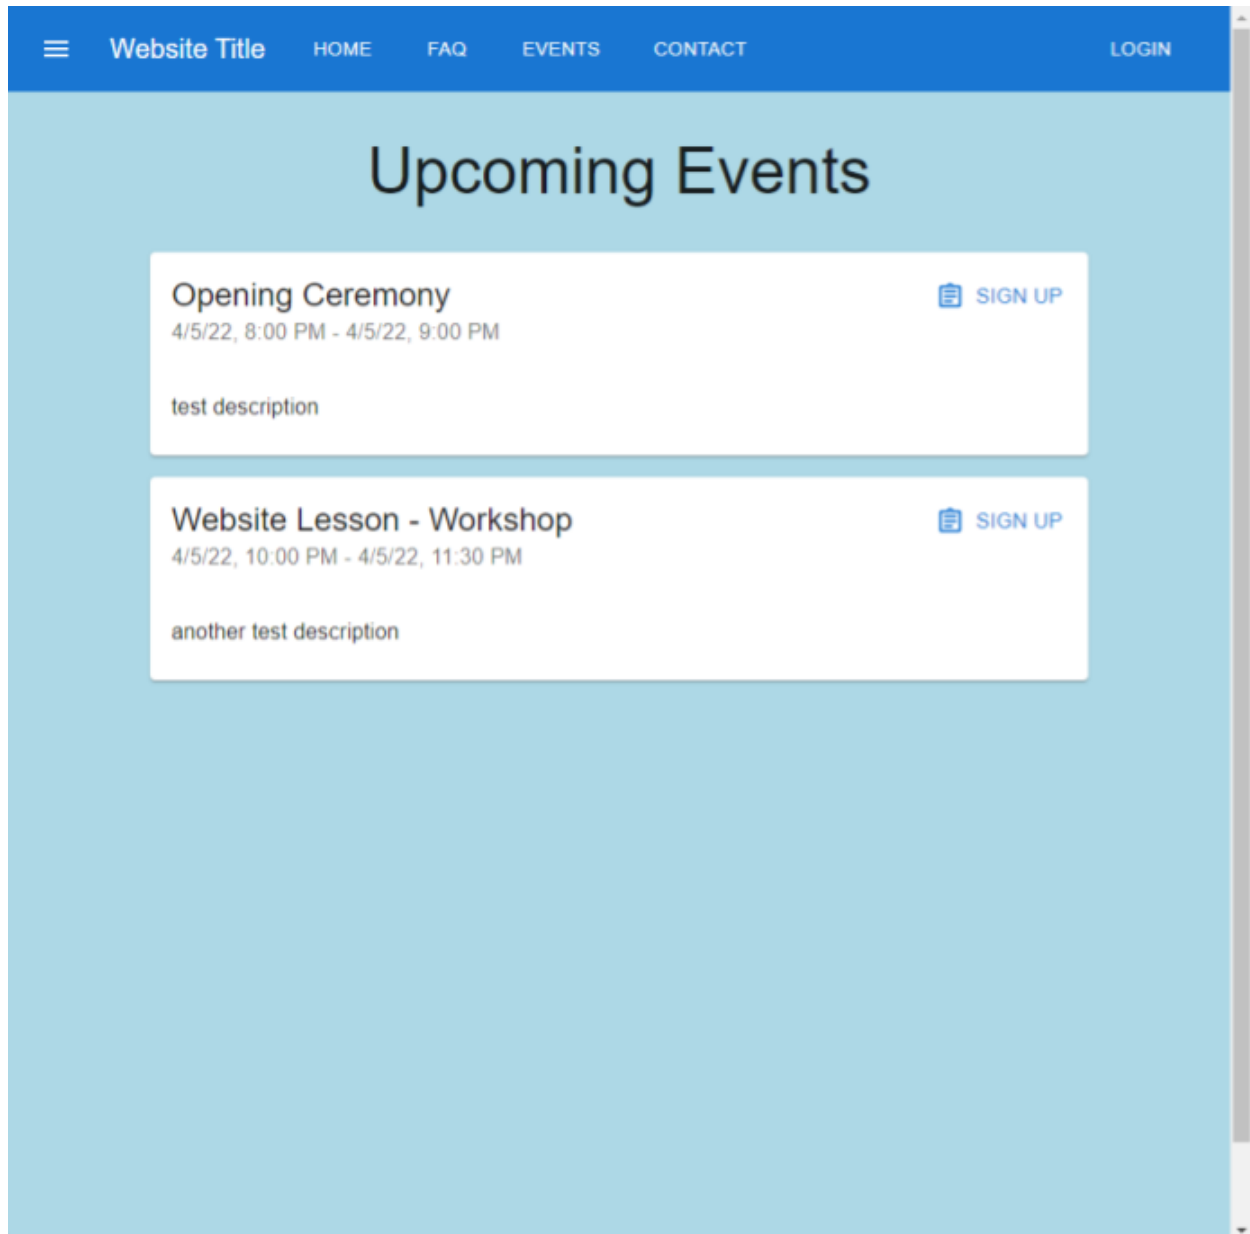 Website Title HOME FAQ EVENTS CONTACT LOGIN
Upcoming Events
Opening Ceremony SIGN UP
4/5/22, 8:00 PM - 4/5/22, 9:00 PM
test description
Website Lesson - Workshop SIGN UP
4/5/22, 10:00 PM - 4/5/22, 11:30 PM
another test description